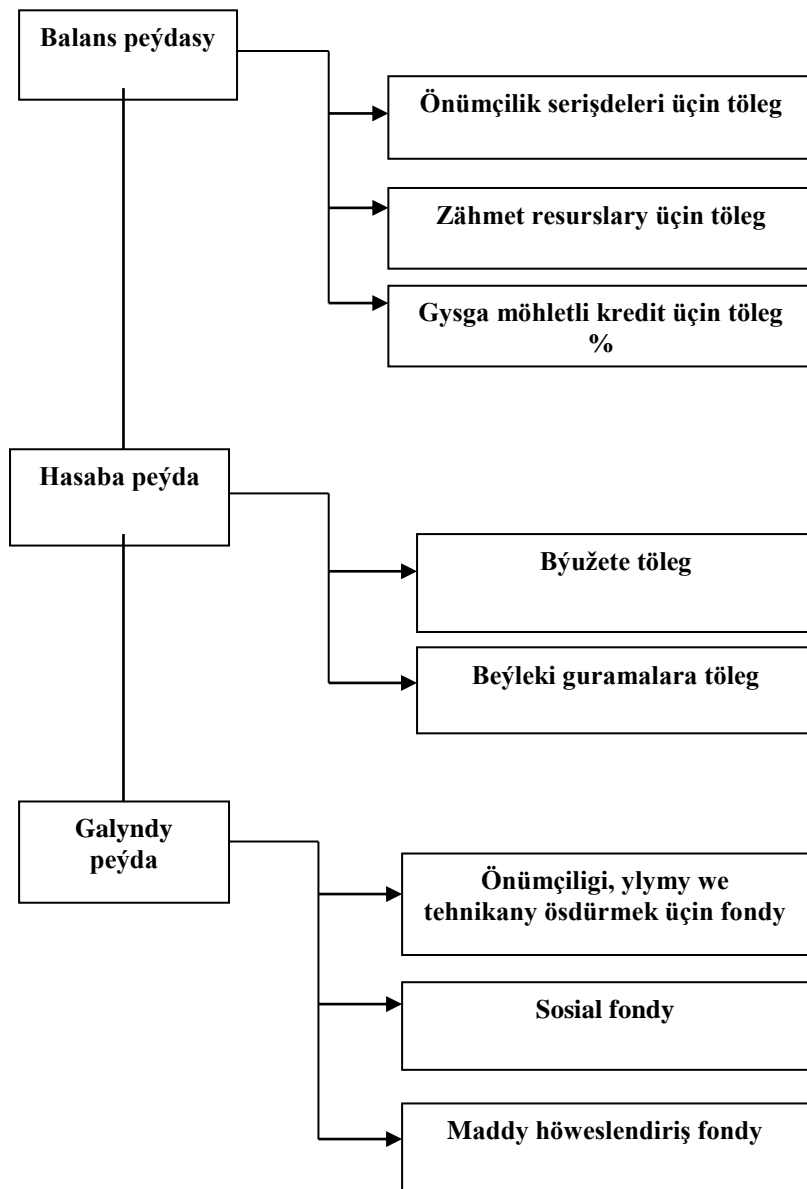 Balans peýdasy
Önümçilik serişdeleri üçin töleg
Zähmet resurslary üçin töleg
Gysga möhletli kredit üçin töleg
%
Hasaba peýda
Býužete töleg
Beýleki guramalara töleg
Galyndy
peýda
Önümçiligi, ylymy we
tehnikany ösdürmek üçin fondy
Sosial fondy
Maddy höweslendiriş fondy